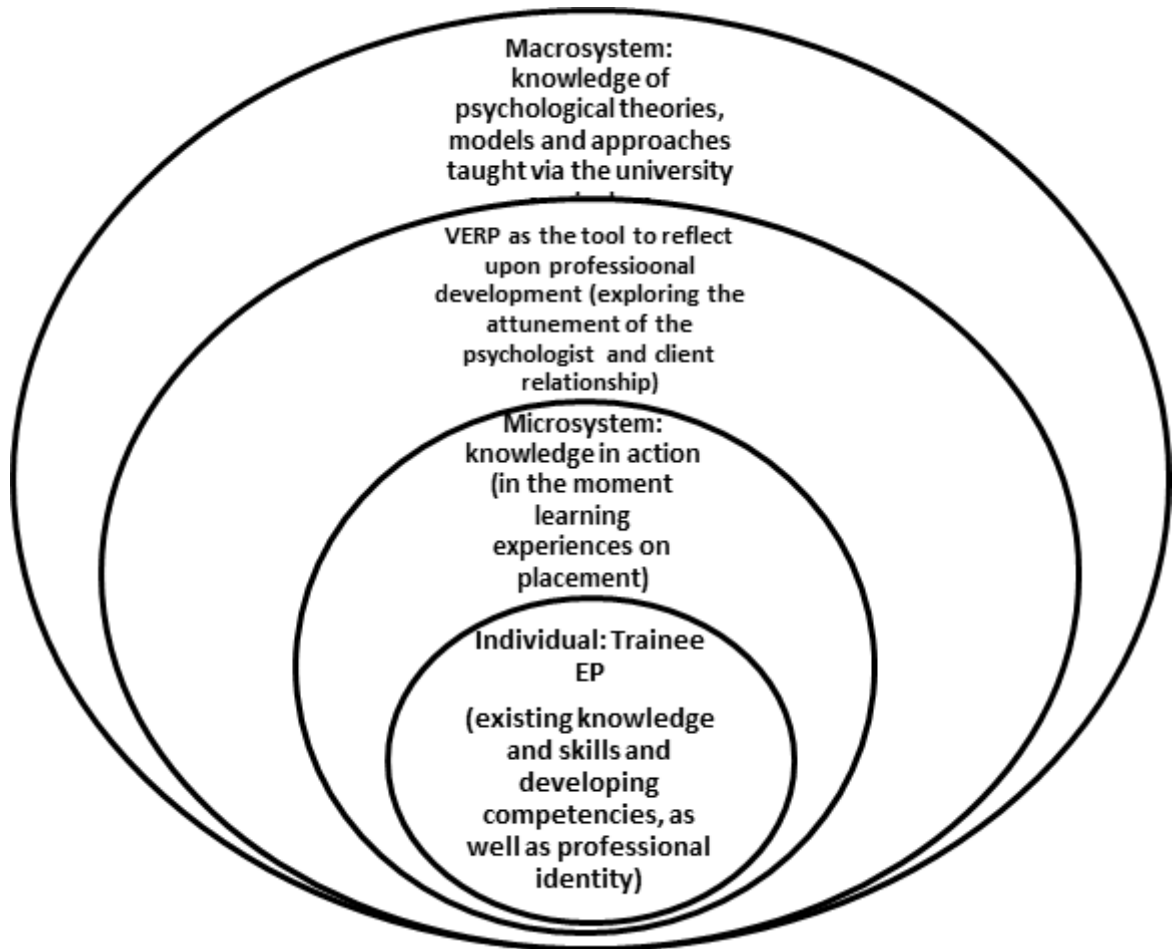 Macrosystem:
knowledge of
psychological theories,
models and approaches
taught via the university
VERP as the tool to reflect
upon professioonal
development (exploring the
attunement of the
psychologist and client
relationship)
Microsystem:
knowledge in action
(in the moment
learning
experiences on
placement)
Individual: Trainee
EP
(existing knowledge
and skills and
developing
competencies, as
well as professional
identity)